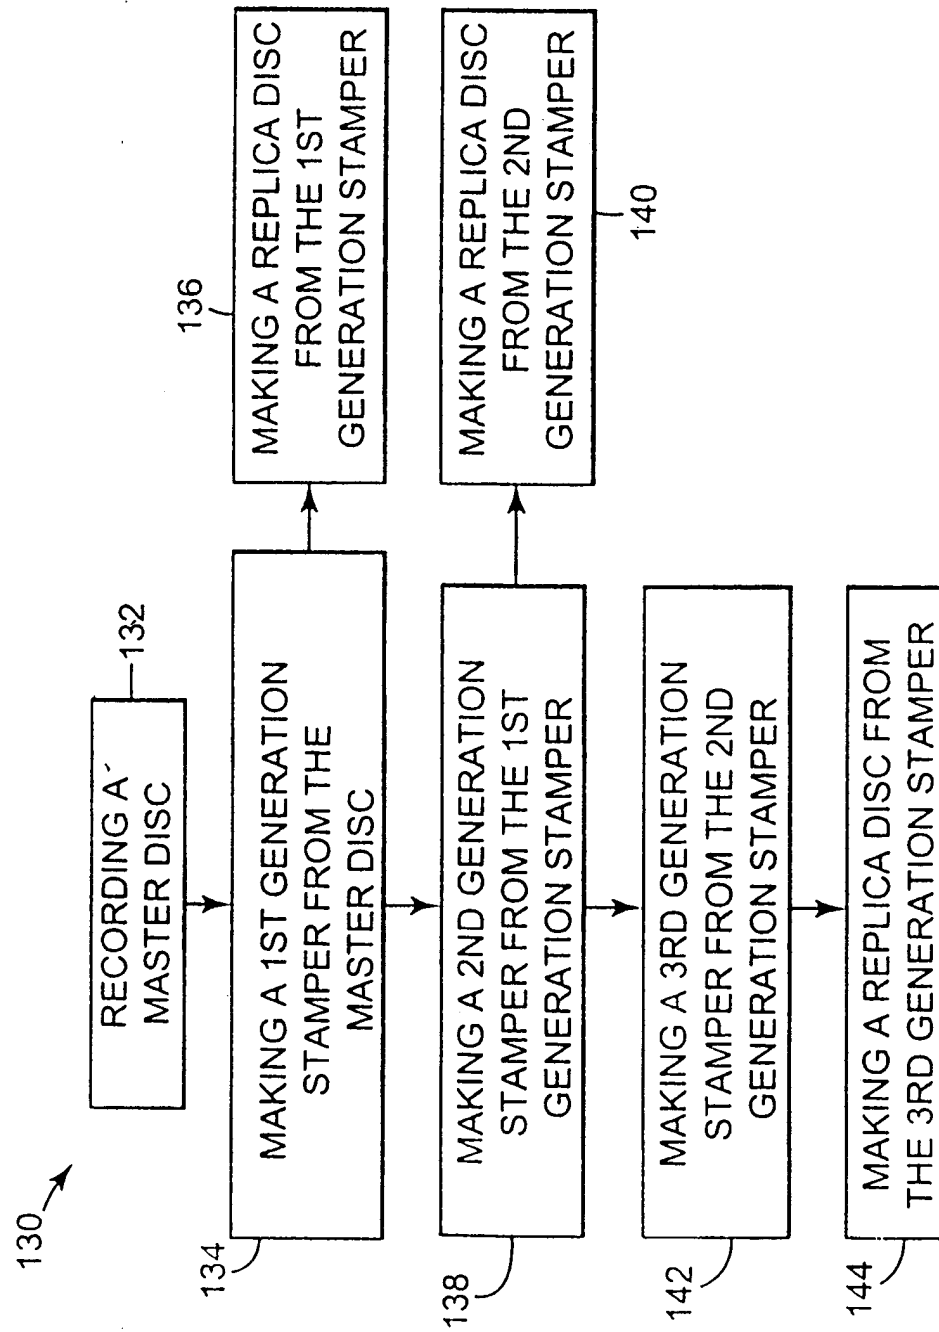 130
132
RECORDING A
MASTER DISC
134
MAKING A 1ST GENERATION
STAMPER FROM THE
MASTER DISC
136
MAKING A REPLICA DISC
FROM THE 1ST
GENERATION STAMPER
138
MAKING A 2ND GENERATION
STAMPER FROM THE 1ST
GENERATION STAMPER
MAKING A REPLICA DISC
FROM THE 2ND
GENERATION STAMPER
140
142
MAKING A 3RD GENERATION
STAMPER FROM THE 2ND
GENERATION STAMPER
144
MAKING A REPLICA DISC FROM
THE 3RD GENERATION STAMPER